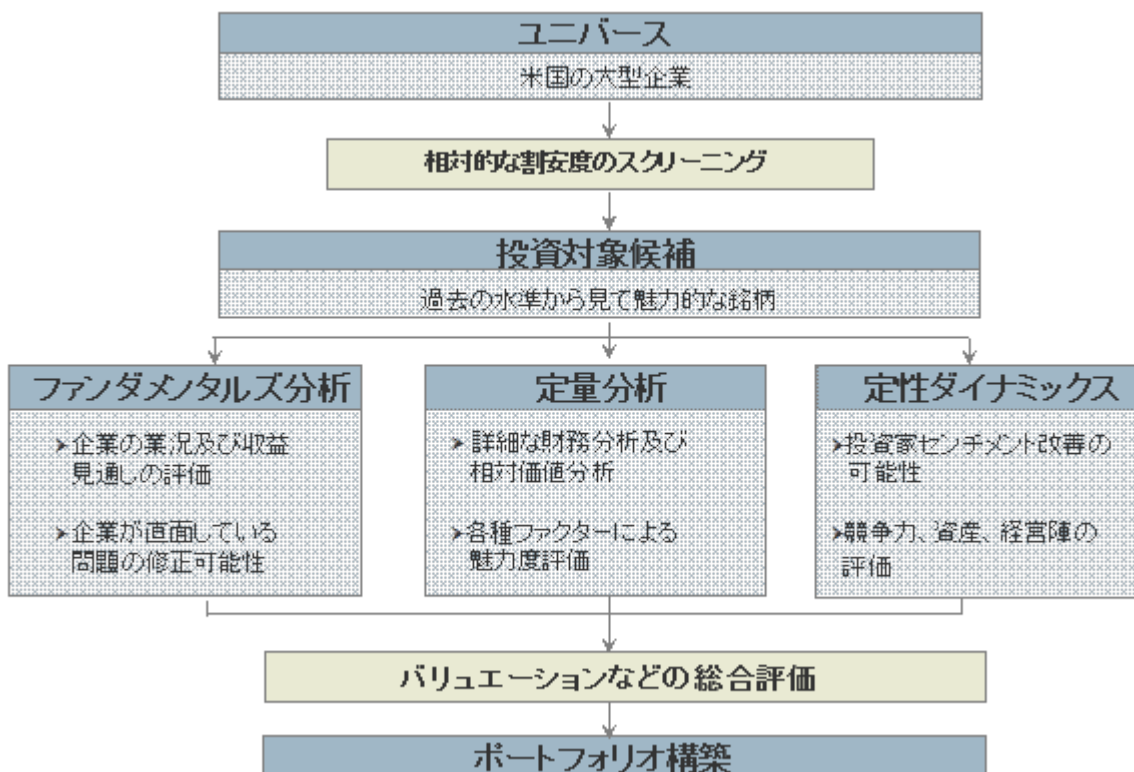 ユニバース
米国の大型企業
相対的な割安度のスクリーニング
投資対象候補
過去の水準から見て魅力的な銘柄
ファンダメンタルズ分析
➤企業の業況及び収益
見通しの評価
➤企業が直面している
問題の修正可能性
定量分析
➤詳細な財務分析及び
相対価値分析
➤各種ファクターによる
魅力度評価
定性ダイナミックス
➤投資家センチメント改善の
可能性
➤競争力、資産、経営陣の
評価
バリュエーションなどの総合評価
ポートフォリオ構築